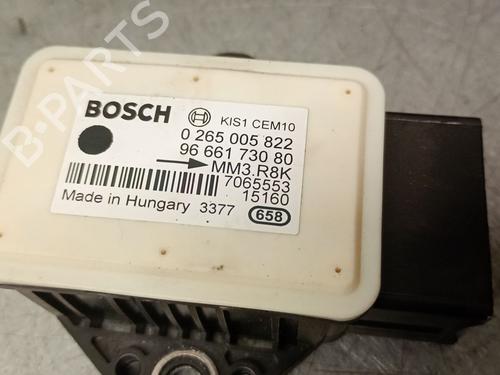 BOSCH KIS1 CEM10
0 265 005 822
96 661 730 80
MM3.R8K
7065553
15160
Made in Hungary 3377 658
B-PARTS